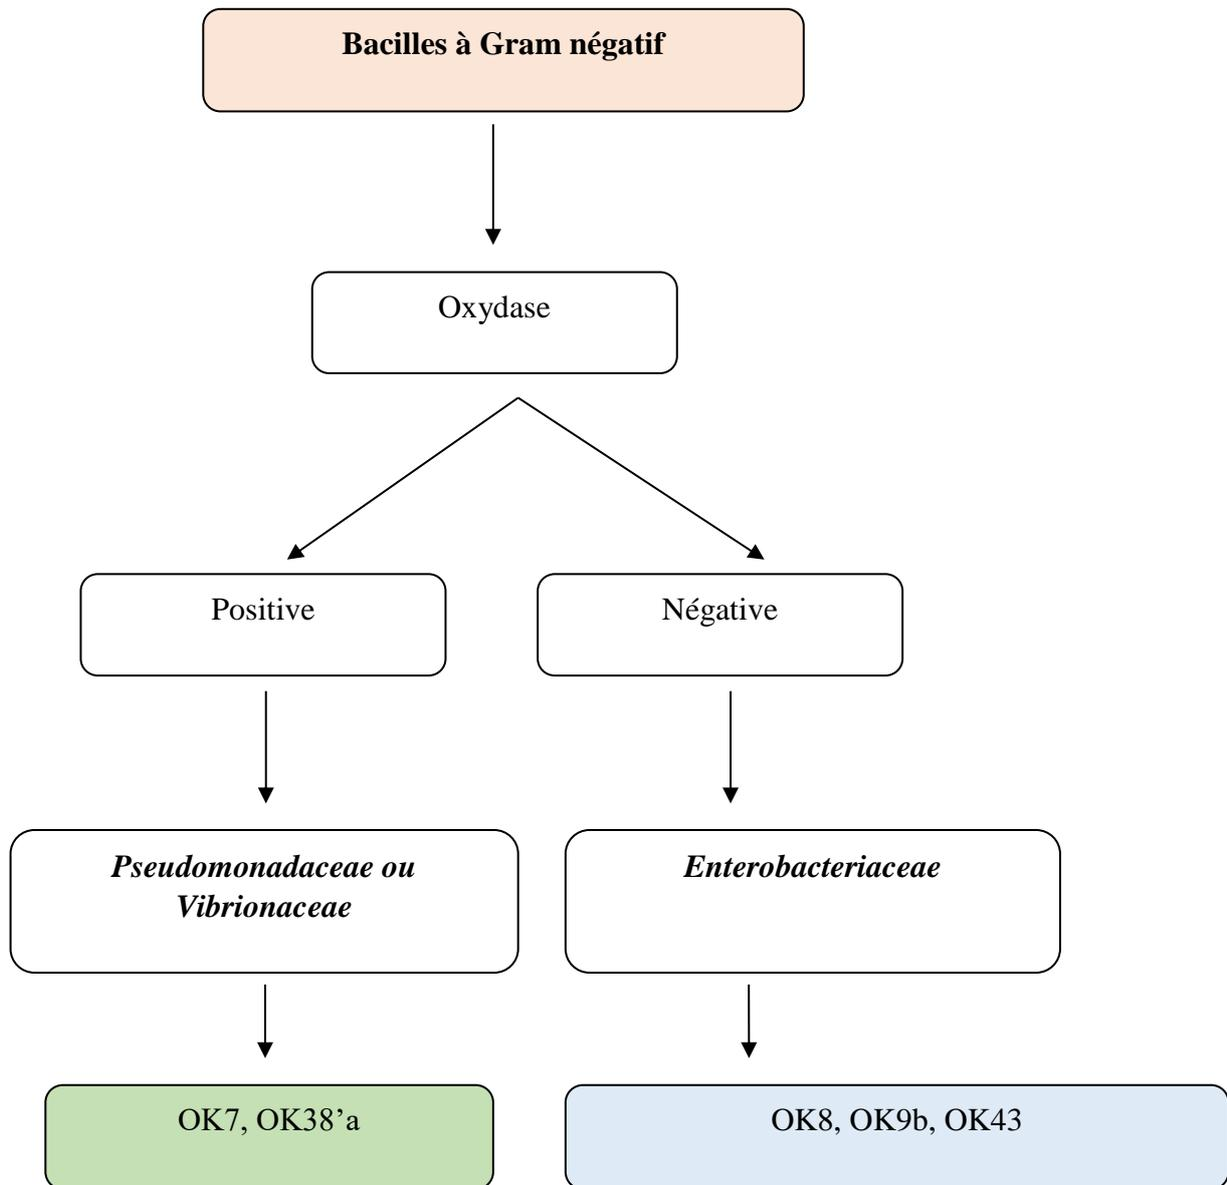 Bacilles à Gram négatif
Oxydase
Positive
Négative
Pseudomonadaceae ou
Vibrionaceae
Enterobacteriaceae
OK7, OK38’a
OK8, OK9b, OK43